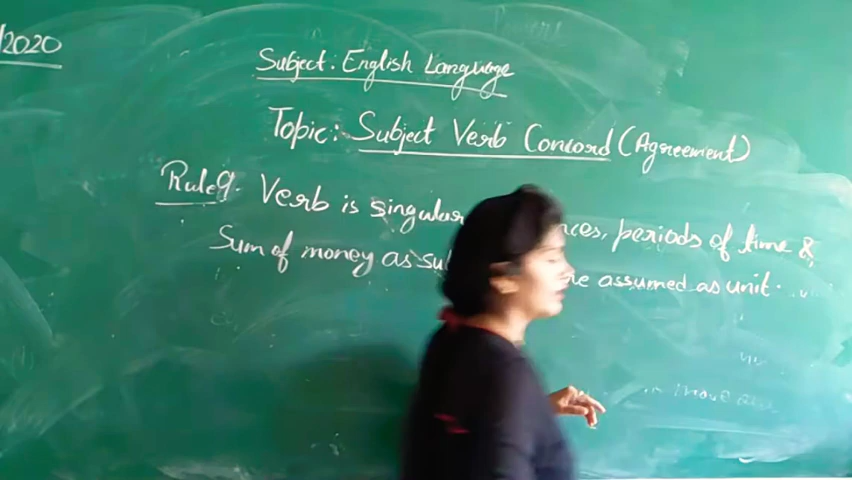 /2020
Subject: English Language
Topic: Subject Verb Concord (Agreement)
Rule 9. Verb is singular nces, periods of time &
Sum of money as su re assumed as unit.